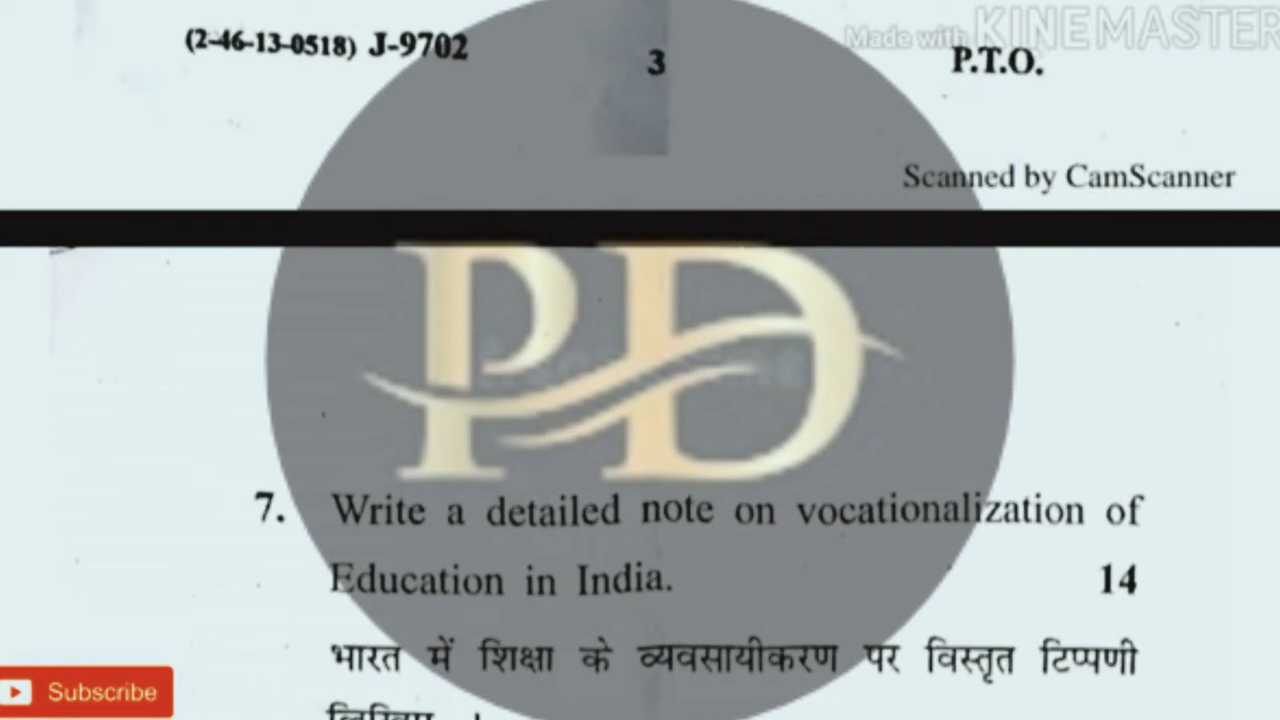 Made with KINEMASTER
(2-46-13-0518) J-9702 3 P.T.O.
Scanned by CamScanner
PD
7. Write a detailed note on vocationalization of
Education in India. 14
भारत में शिक्षा के व्यवसायीकरण पर विस्तृत टिप्पणी
Subscribe